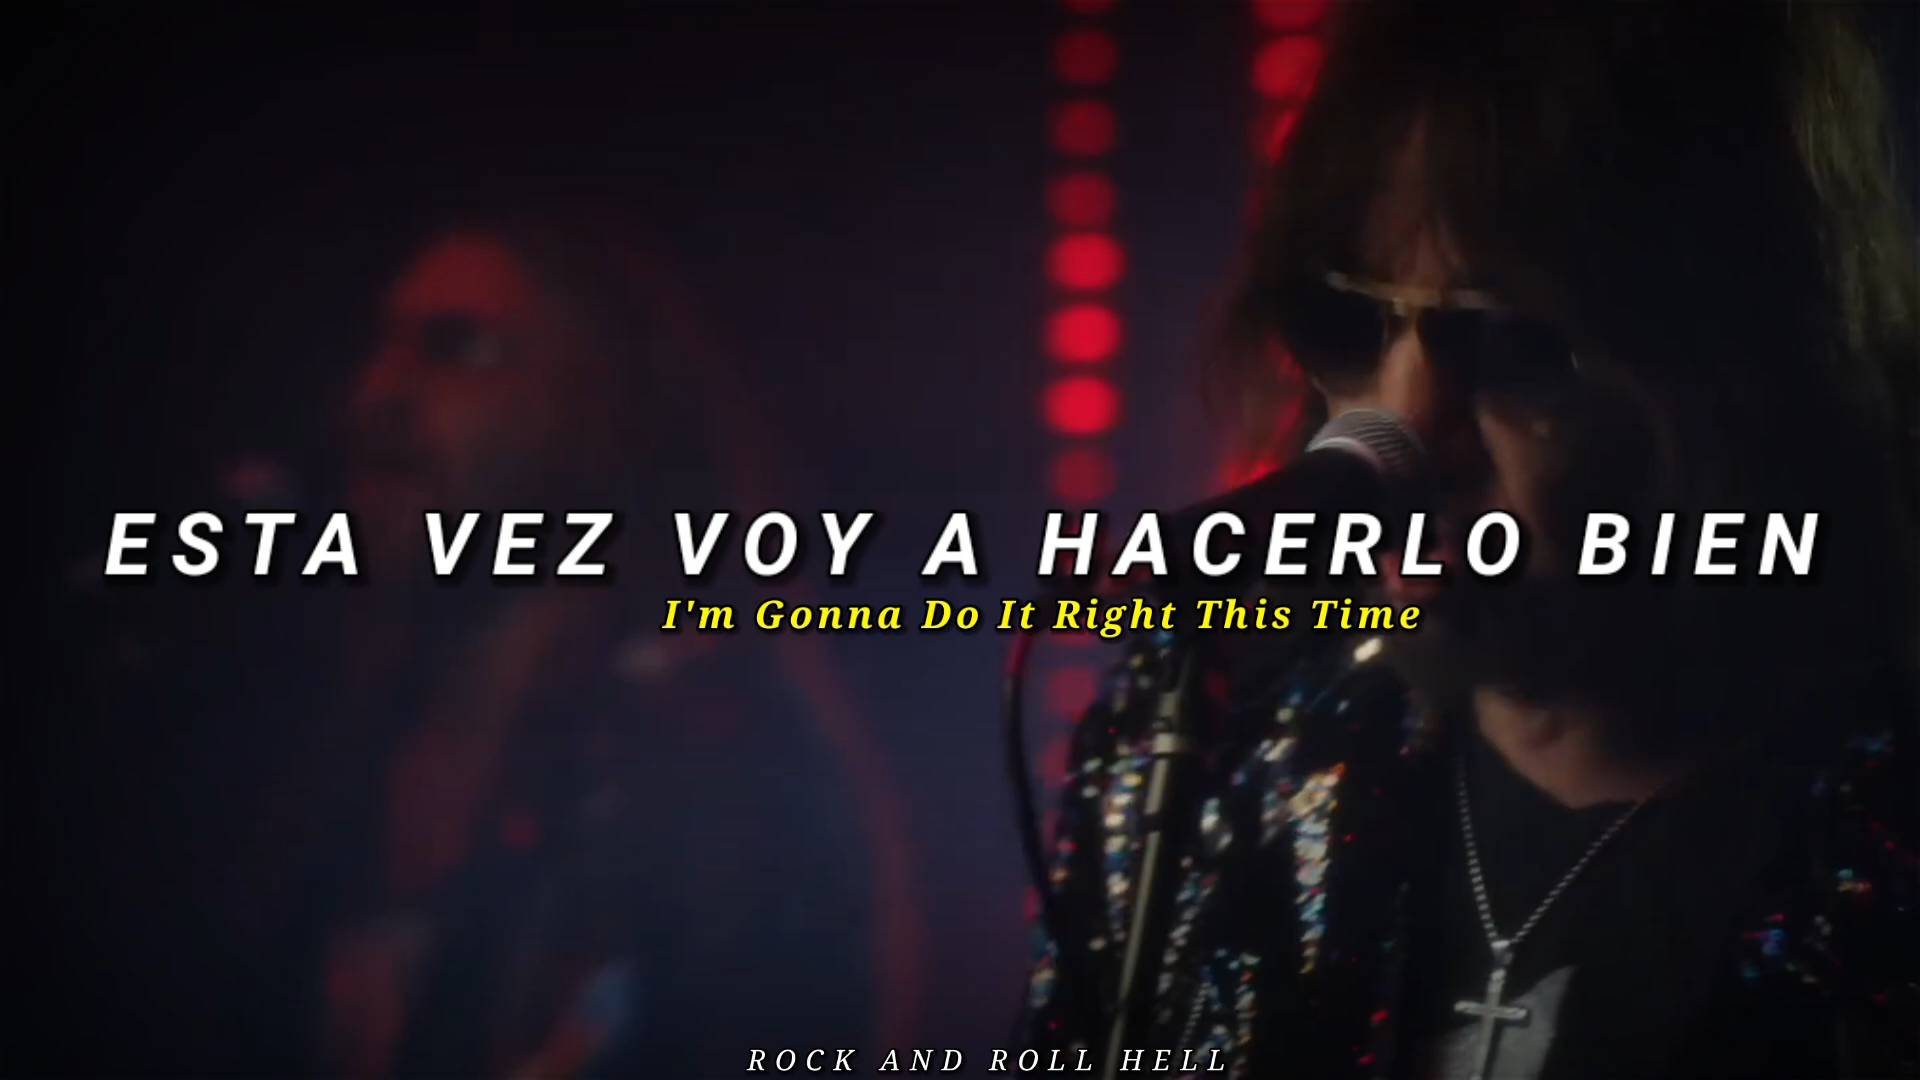 ESTA VEZ VOY A HACERLO BIEN
I'm Gonna Do It Right This Time
ROCK AND ROLL HELL